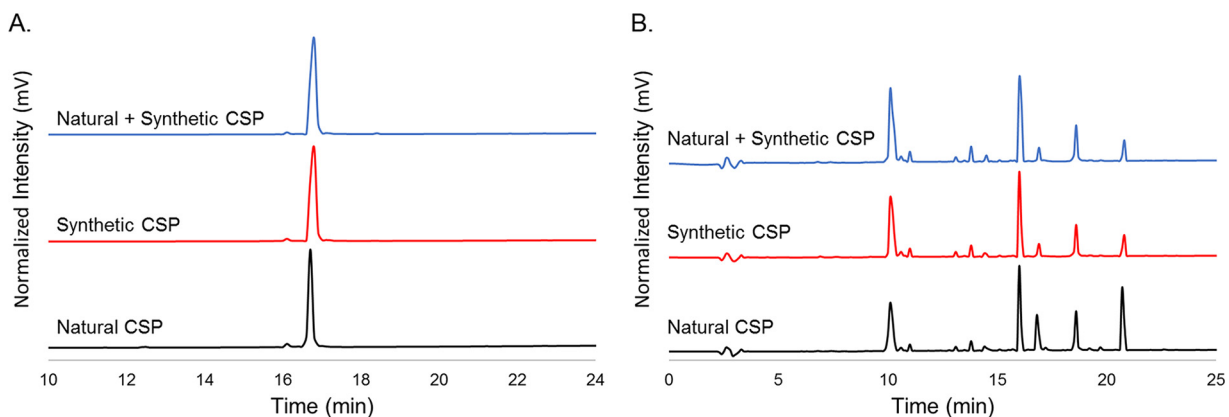 A.
Normalized Intensity (mV)
Natural + Synthetic CSP
Synthetic CSP
Natural CSP
10 12 14 16 18 20 22 24
Time (min)
B.
Normalized Intensity (mV)
Natural + Synthetic CSP
Synthetic CSP
Natural CSP
0 5 10 15 20 25
Time (min)